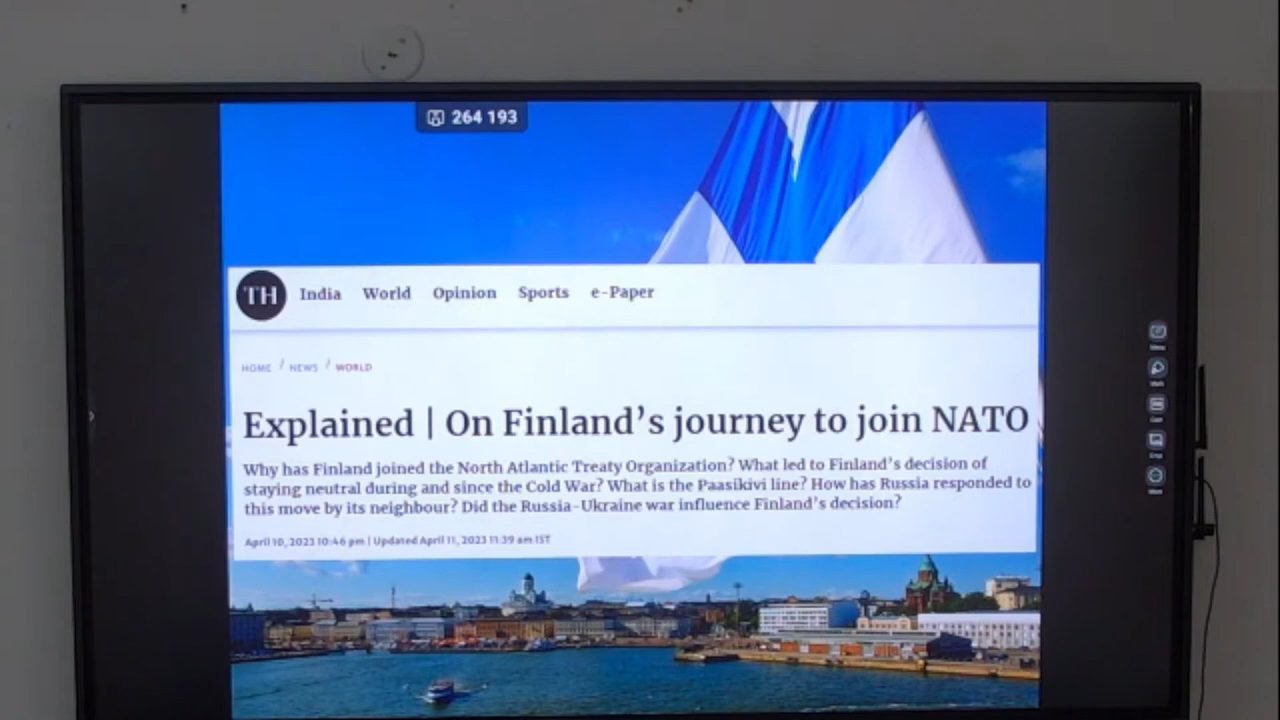 264 193
TH
India World Opinion Sports e-Paper
HOME / NEWS / WORLD
Explained | On Finland's journey to join NATO
Why has Finland joined the North Atlantic Treaty Organization? What led to Finland's decision of
staying neutral during and since the Cold War? What is the Paasikivi line? How has Russia responded to
this move by its neighbour? Did the Russia-Ukraine war influence Finland's decision?
April 10, 2023 10:46 pm | Updated April 11, 2023 11:39 am IST